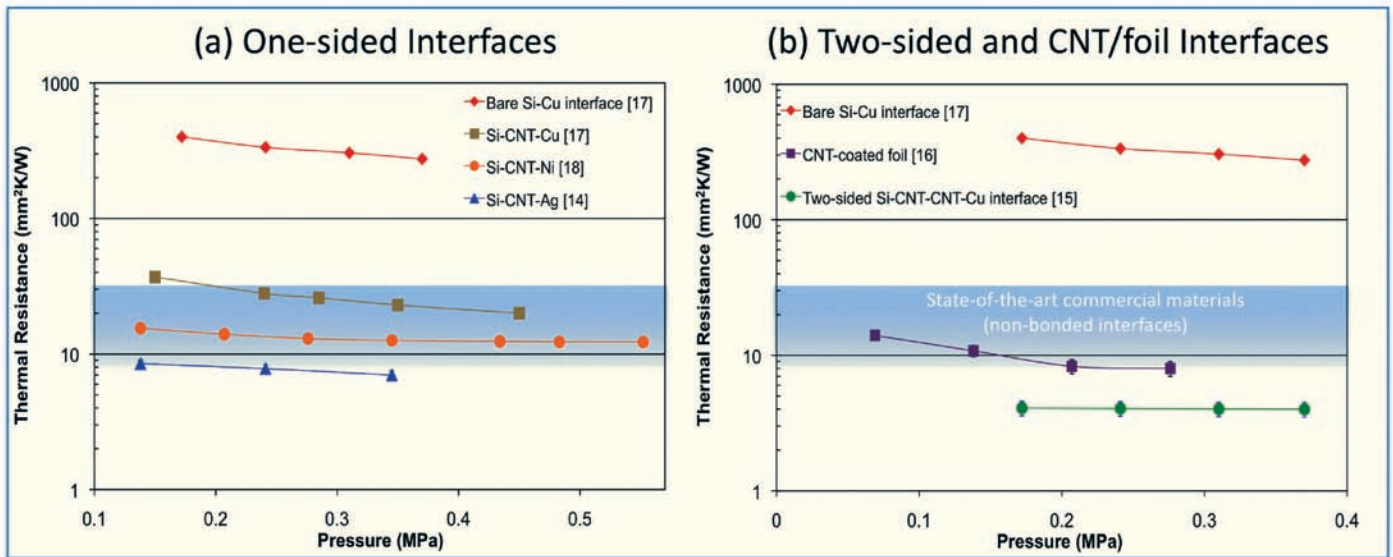 (a) One-sided Interfaces
Thermal Resistance (mm²K/W)
1000
100
10
1
0.1
0.2
0.3
0.4
0.5
Pressure (MPa)
Bare Si-Cu interface [17]
Si-CNT-Cu [17]
Si-CNT-Ni [18]
Si-CNT-Ag [14]
(b) Two-sided and CNT/foil Interfaces
Thermal Resistance (mm²K/W)
1000
100
10
1
0
0.1
0.2
0.3
0.4
Pressure (MPa)
Bare Si-Cu interface [17]
CNT-coated foil [16]
Two-sided Si-CNT-CNT-Cu interface [15]
State-of-the-art commercial materials
(non-bonded interfaces)